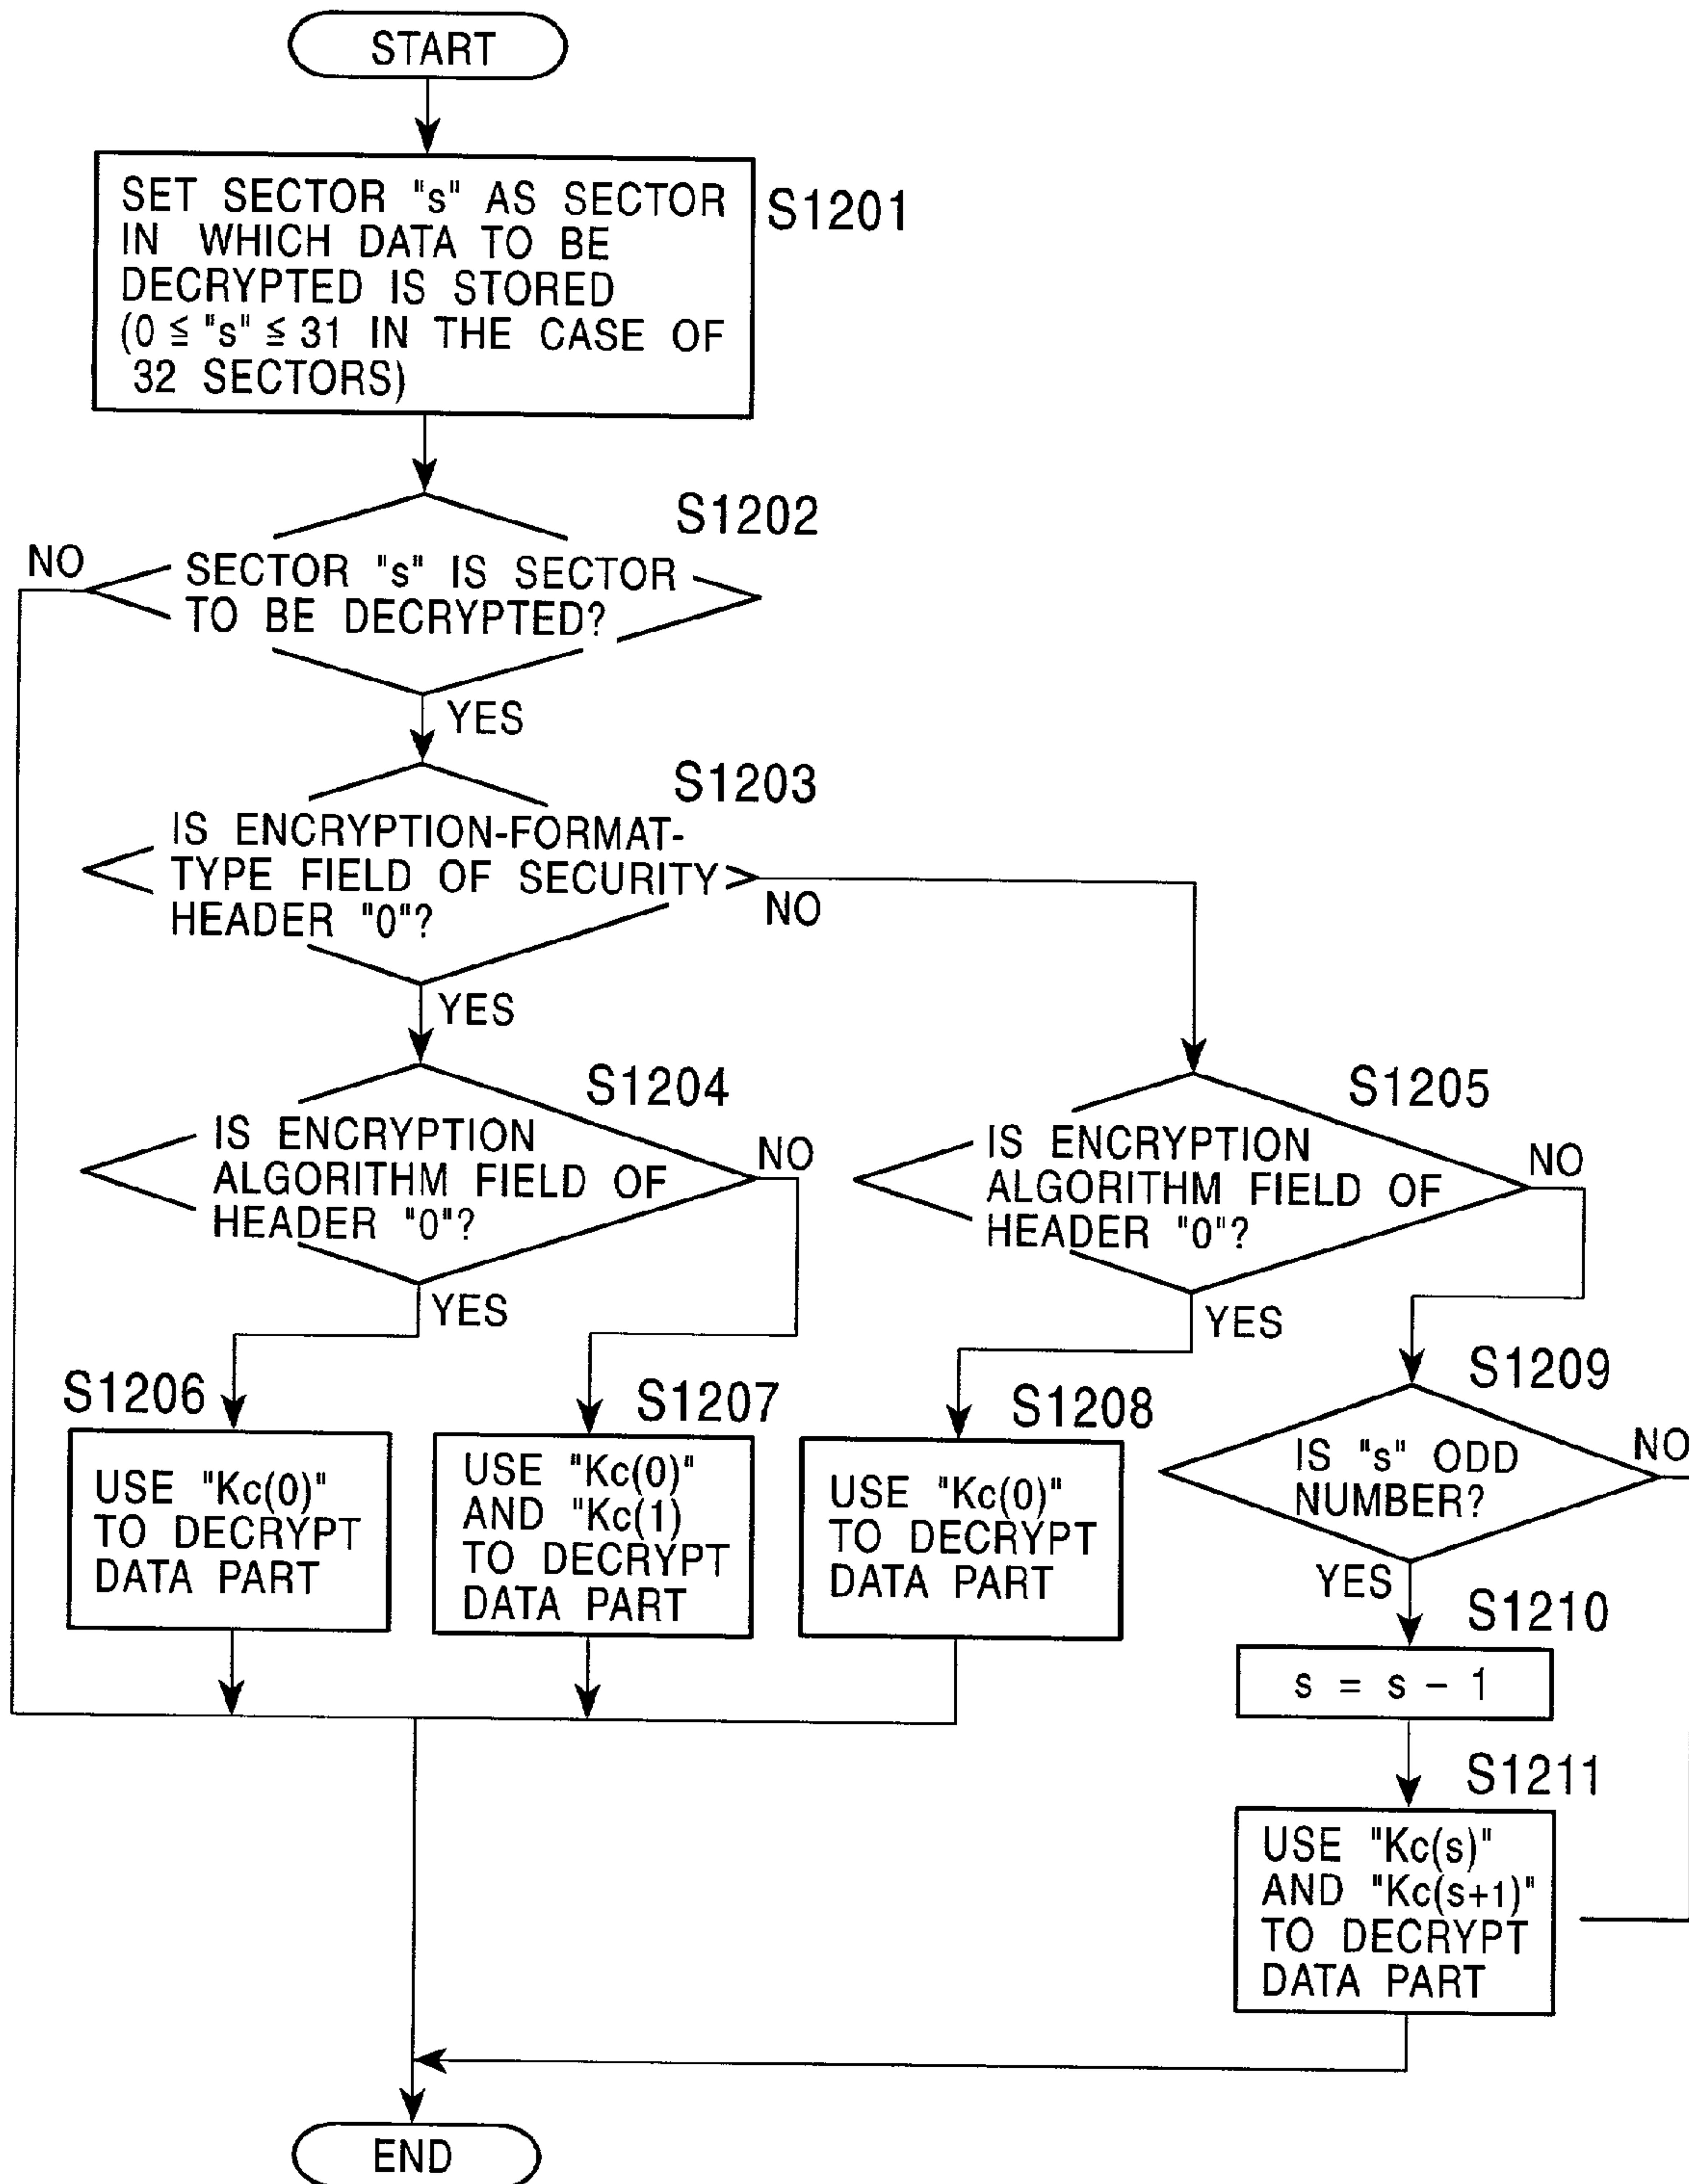 START
SET SECTOR "s" AS SECTOR
IN WHICH DATA TO BE
DECRYPTED IS STORED
(0 ≦ "s" ≦ 31 IN THE CASE OF
32 SECTORS)
S1201
S1202
NO
SECTOR "s" IS SECTOR
TO BE DECRYPTED?
YES
S1203
IS ENCRYPTION-FORMAT-
TYPE FIELD OF SECURITY
HEADER "0"?
NO
YES
S1204
IS ENCRYPTION
ALGORITHM FIELD OF
HEADER "0"?
NO
YES
S1205
IS ENCRYPTION
ALGORITHM FIELD OF
HEADER "0"?
NO
YES
S1206
USE "Kc(0)"
TO DECRYPT
DATA PART
S1207
USE "Kc(0)"
AND "Kc(1)
TO DECRYPT
DATA PART
S1208
USE "Kc(0)"
TO DECRYPT
DATA PART
S1209
IS "s" ODD
NUMBER?
NO
YES
S1210
s = s - 1
S1211
USE "Kc(s)"
AND "Kc(s+1)"
TO DECRYPT
DATA PART
END